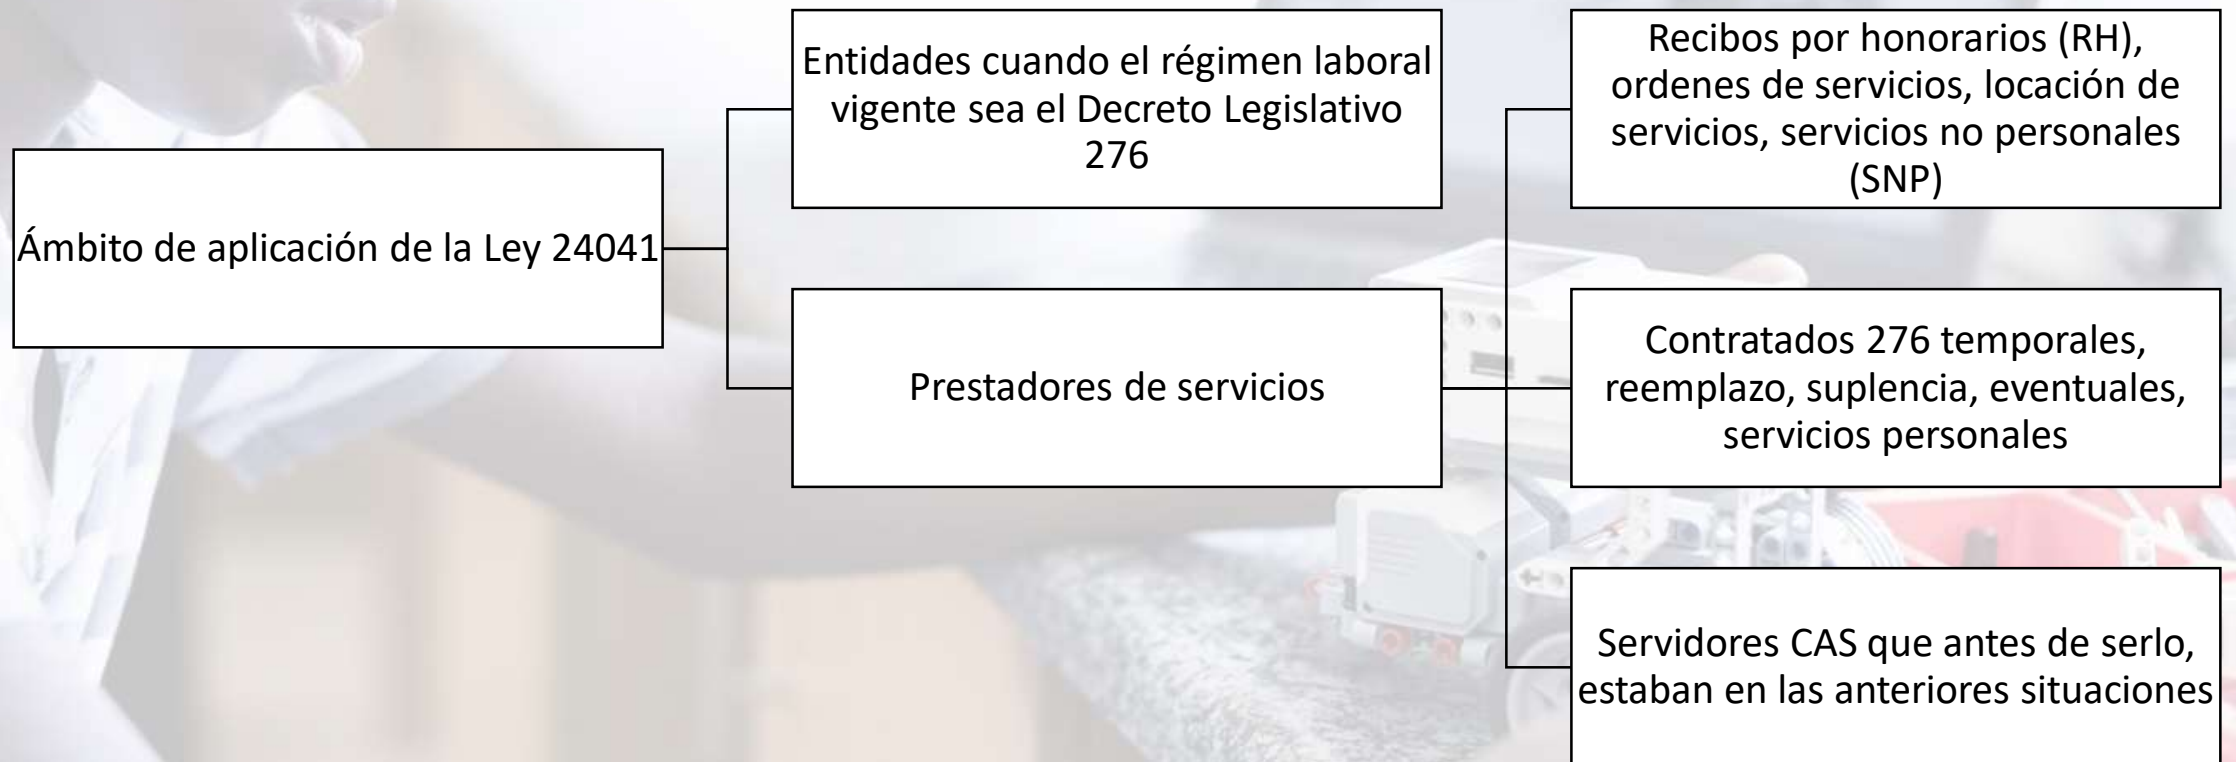 Ámbito de aplicación de la Ley 24041
Entidades cuando el régimen laboral
vigente sea el Decreto Legislativo
276
Prestadores de servicios
Recibos por honorarios (RH),
ordenes de servicios, locación de
servicios, servicios no personales
(SNP)
Contratados 276 temporales,
reemplazo, suplencia, eventuales,
servicios personales
Servidores CAS que antes de serlo,
estaban en las anteriores situaciones